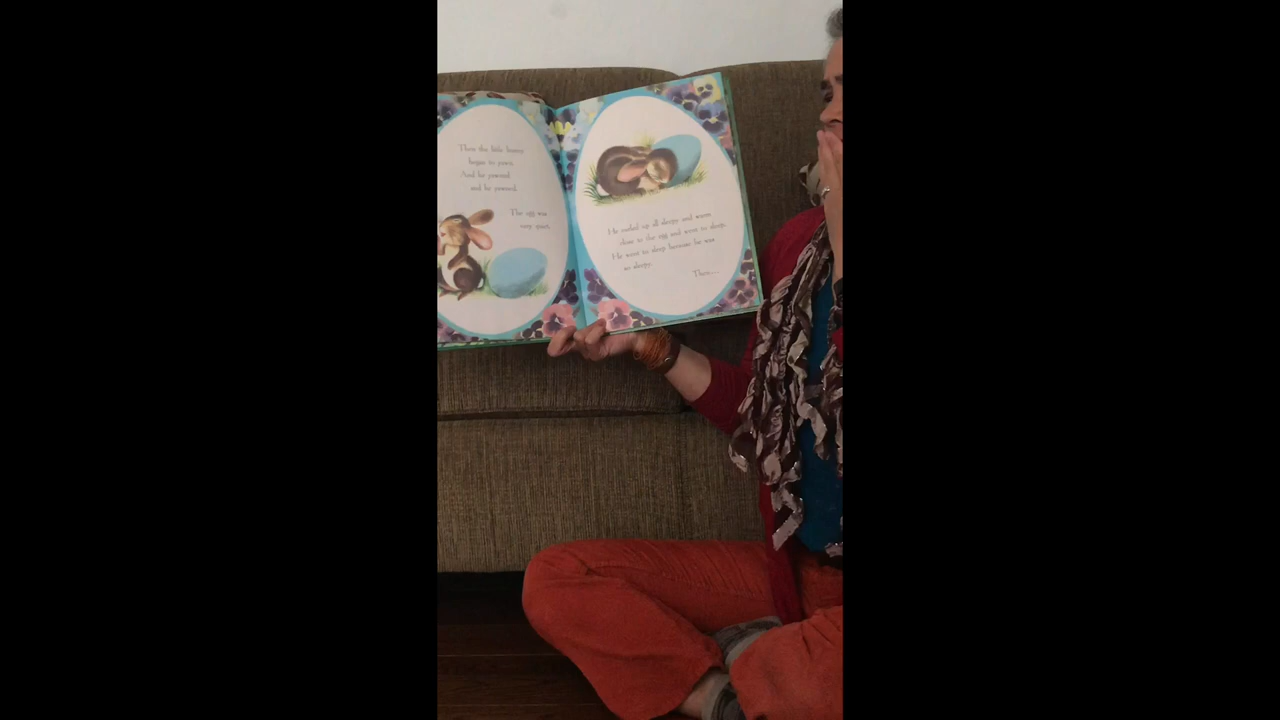 Then the little bunny
began to yawn.
And he yawned
and he yawned.
The egg was
very quiet.
He curled up all sleepy and warm
close to the egg and went to sleep.
He went to sleep because he was
so sleepy.
Then....